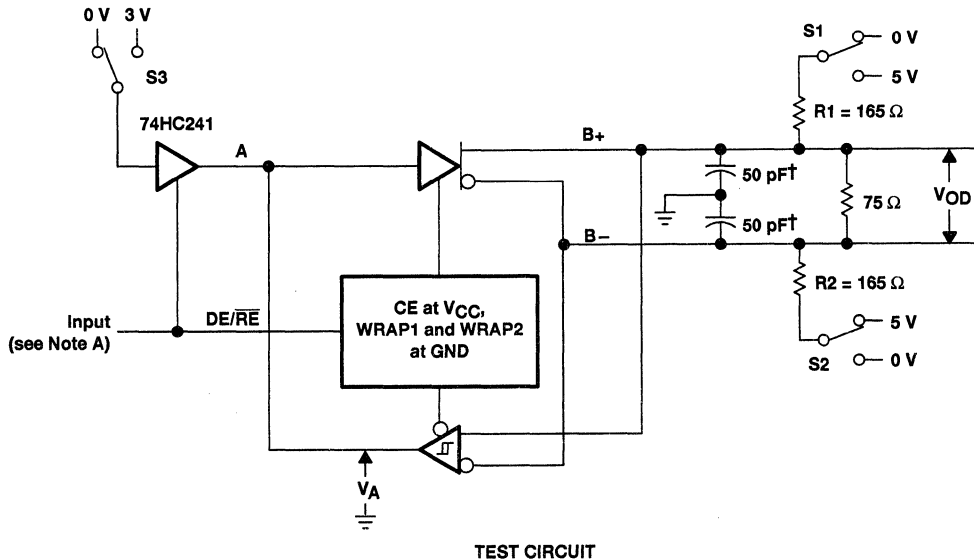 0 V 3 V
S3
74HC241
A
B+
B−
S1
0 V
5 V
R1 = 165 Ω
50 pF†
50 pF†
75 Ω
VOD
R2 = 165 Ω
5 V
S2
0 V
Input
(see Note A)
DE/R̅E̅
CE at VCC,
WRAP1 and WRAP2
at GND
VA
TEST CIRCUIT